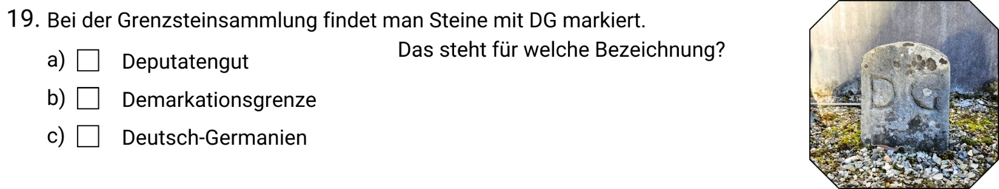 19. Bei der Grenzsteinsammlung findet man Steine mit DG markiert.
Das steht für welche Bezeichnung?
a) Deputatengut
b) Demarkationsgrenze
c) Deutsch-Germanien
DG